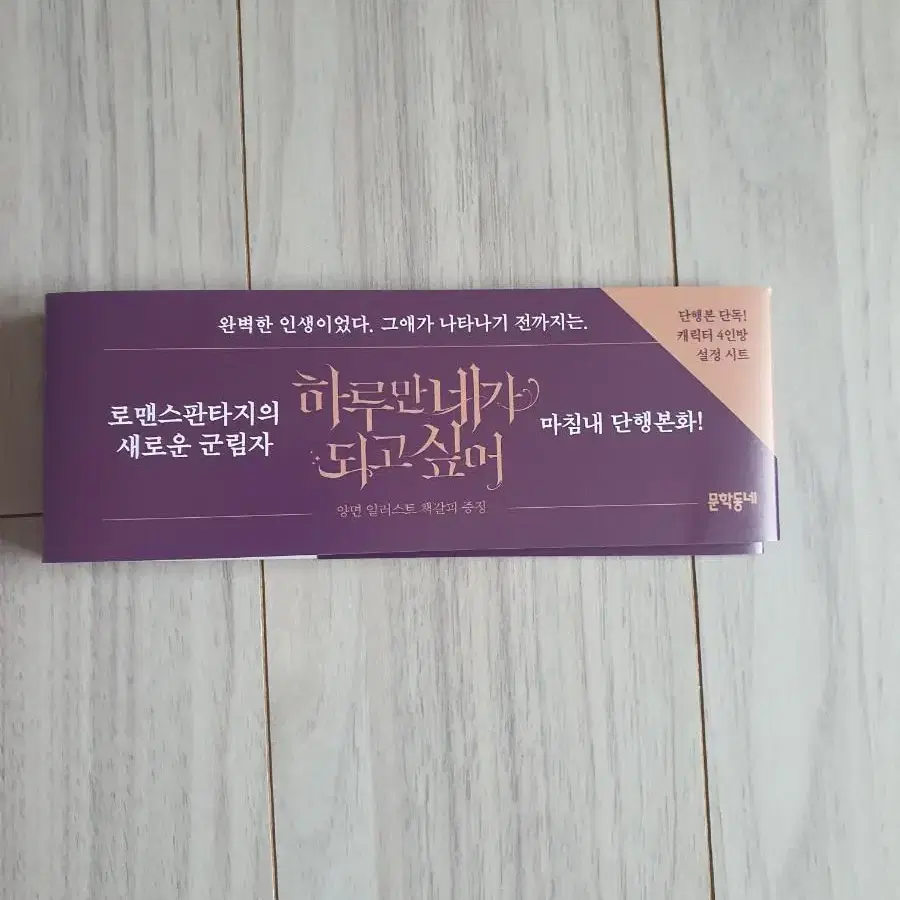 완벽한 인생이었다. 그애가 나타나기 전까지는.
단행본 단독!
캐릭터 4인방
설정 시트
로맨스판타지의
새로운 군림자
하루만 네가
되고 싶어
마침내 단행본화!
양면 일러스트 책갈피 증정
문학동네